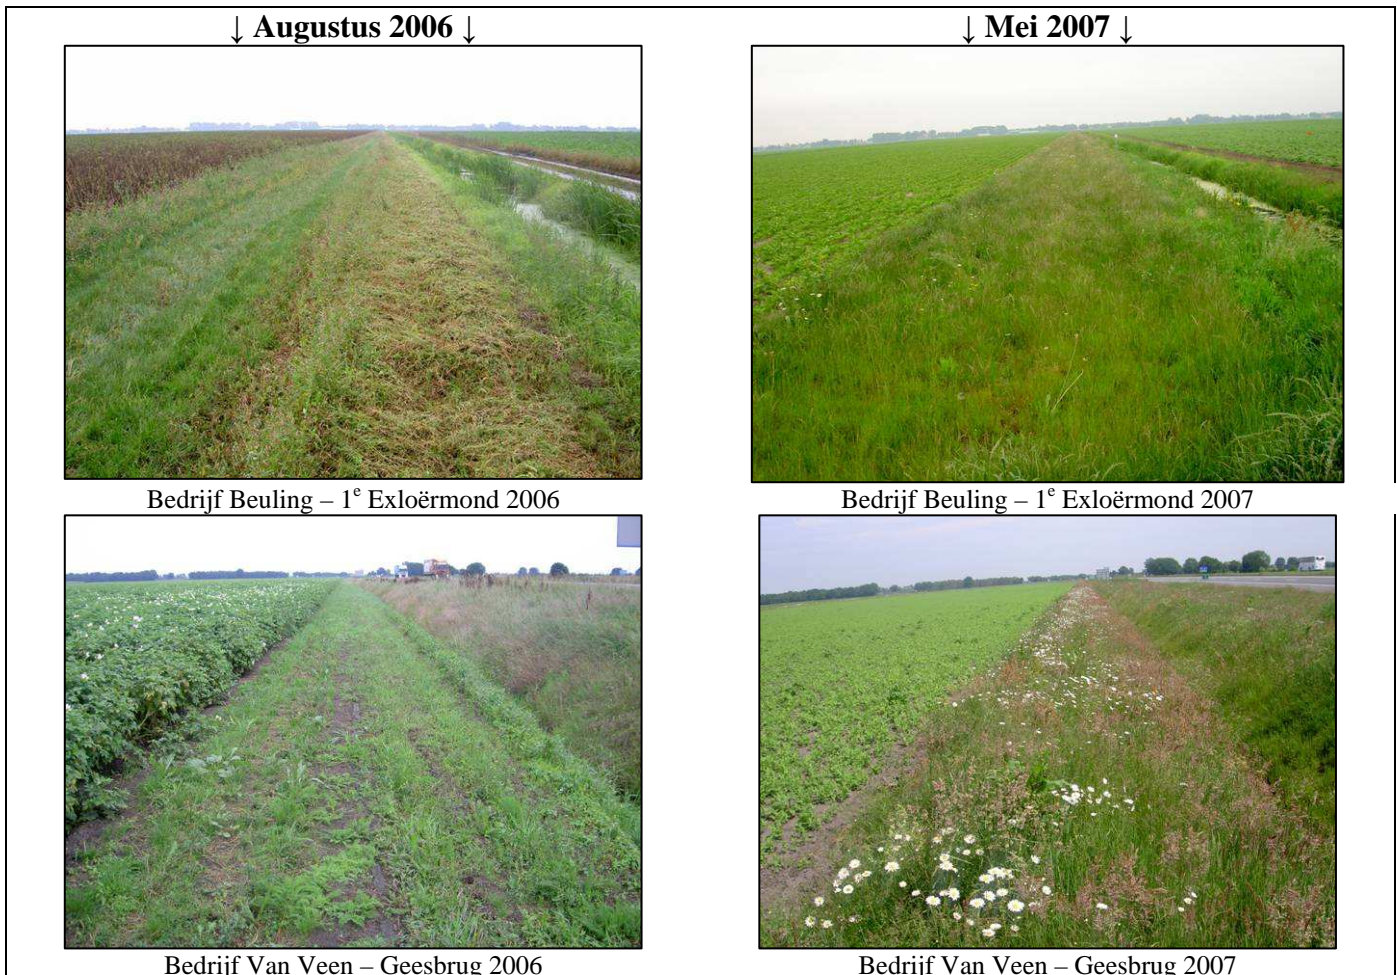 ↓ Augustus 2006 ↓
↓ Mei 2007 ↓
Bedrijf Beuling – 1e Exloërmond 2006
Bedrijf Beuling – 1e Exloërmond 2007
Bedrijf Van Veen – Geesbrug 2006
Bedrijf Van Veen – Geesbrug 2007